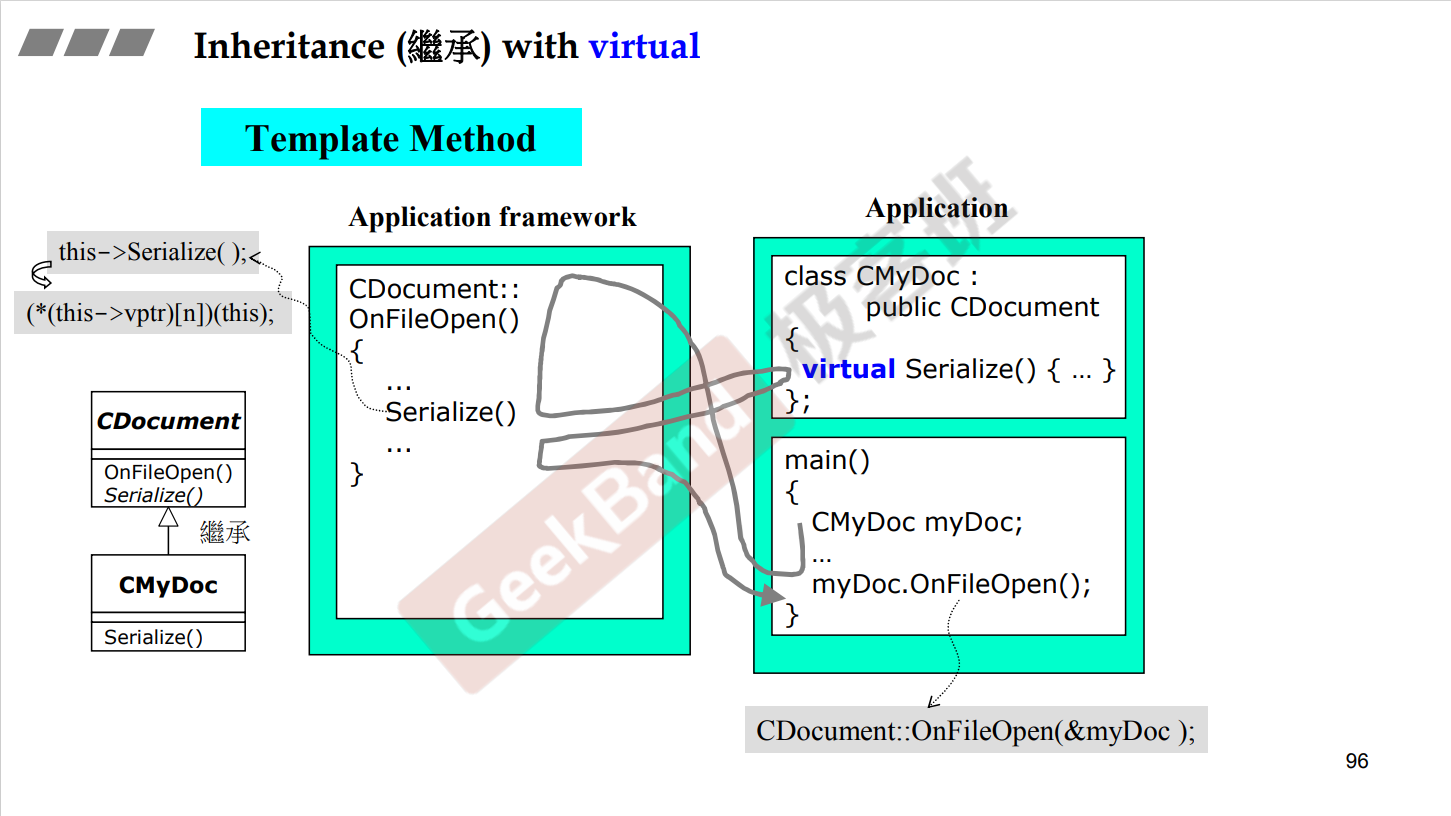 Inheritance (繼承) with virtual
Template Method
Application framework
Application
this->Serialize( );
(*(this->vptr)[n])(this);
CDocument::
OnFileOpen()
{
...
Serialize()
...
}
class CMyDoc :
public CDocument
{
virtual Serialize() { ... }
};
main()
{
CMyDoc myDoc;
...
myDoc.OnFileOpen();
}
CDocument
OnFileOpen()
Serialize()
繼承
CMyDoc
Serialize()
CDocument::OnFileOpen(&myDoc );
GeekBand
极客班
96